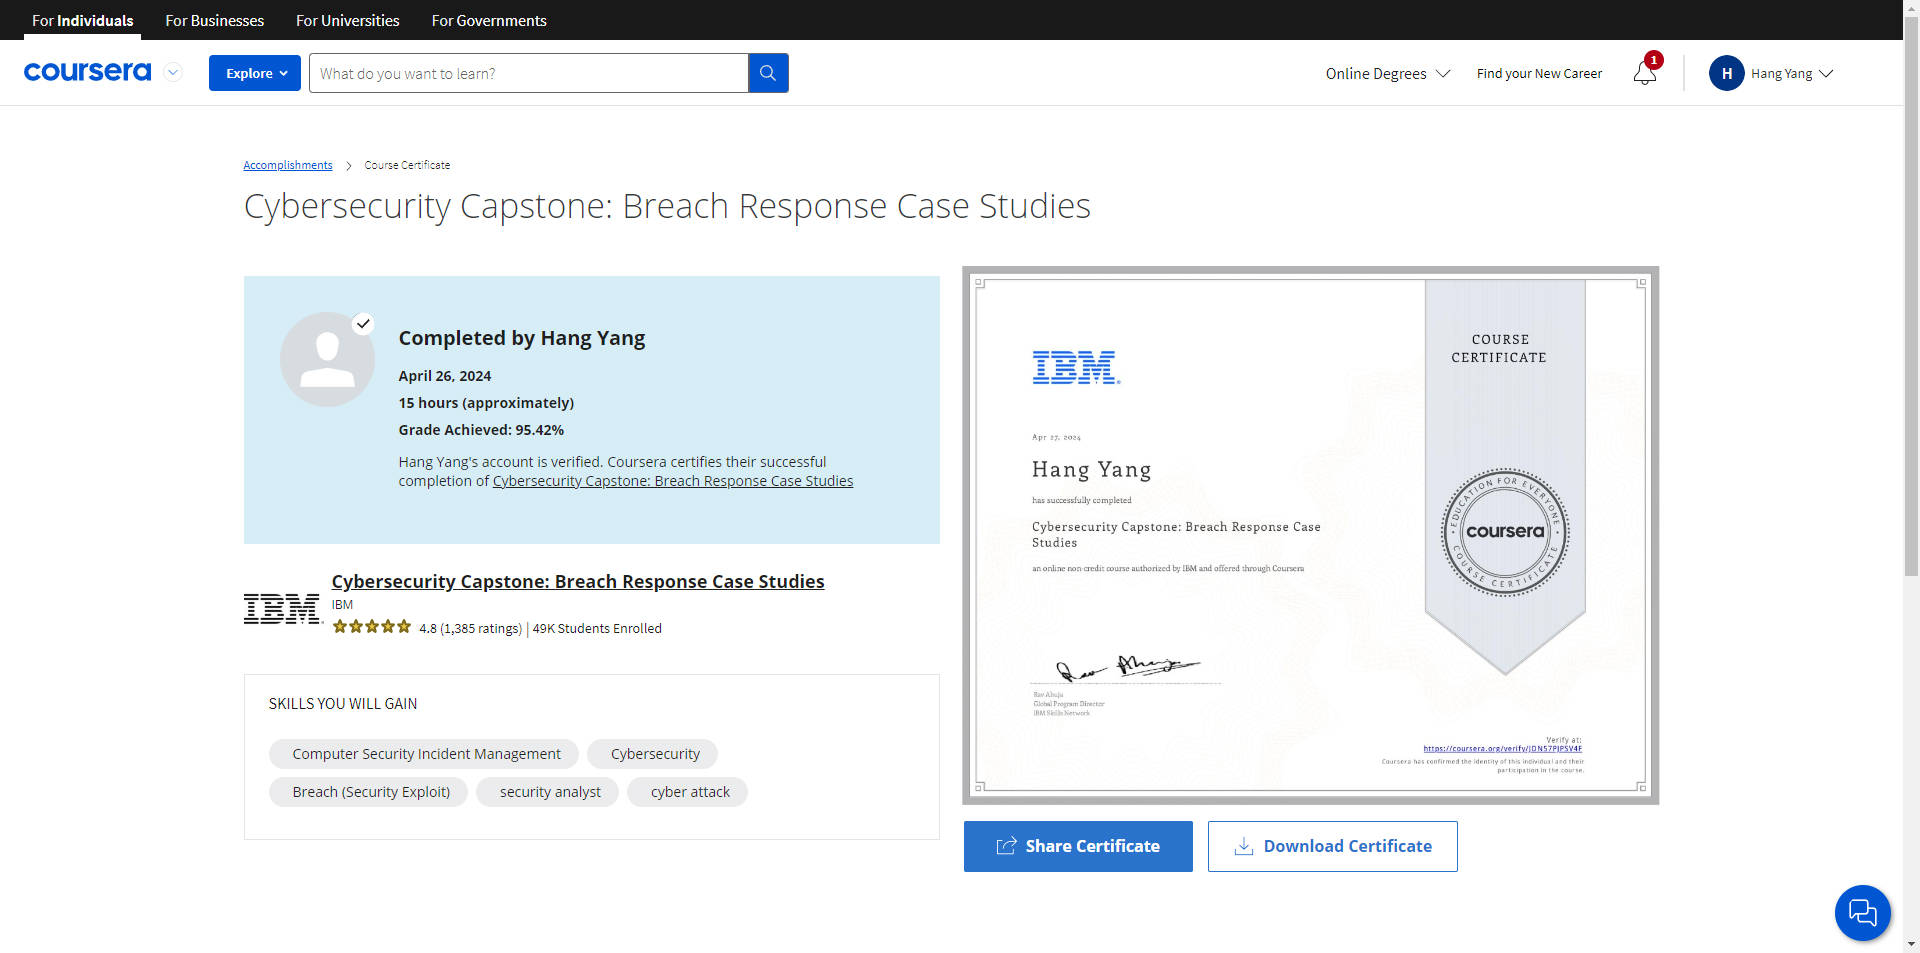 For Individuals
For Businesses
For Universities
For Governments
coursera
Explore
What do you want to learn?
Online Degrees
Find your New Career
1
H
Hang Yang
Accomplishments
Course Certificate
Cybersecurity Capstone: Breach Response Case Studies
Completed by Hang Yang
April 26, 2024
15 hours (approximately)
Grade Achieved: 95.42%
Hang Yang's account is verified. Coursera certifies their successful
completion of Cybersecurity Capstone: Breach Response Case Studies
IBM
Cybersecurity Capstone: Breach Response Case Studies
IBM
4.8 (1,385 ratings) | 49K Students Enrolled
SKILLS YOU WILL GAIN
Computer Security Incident Management
Cybersecurity
Breach (Security Exploit)
security analyst
cyber attack
IBM
Apr 27, 2024
Hang Yang
has successfully completed
Cybersecurity Capstone: Breach Response Case
Studies
an online non-credit course authorized by IBM and offered through Coursera
Rav Ahuja
Global Program Director
IBM Skills Network
COURSE
CERTIFICATE
EDUCATION FOR EVERYONE
coursera
COURSE CERTIFICATE
Verify at:
https://coursera.org/verify/JDN57PJPSV4F
Coursera has confirmed the identity of this individual and their
participation in the course.
Share Certificate
Download Certificate